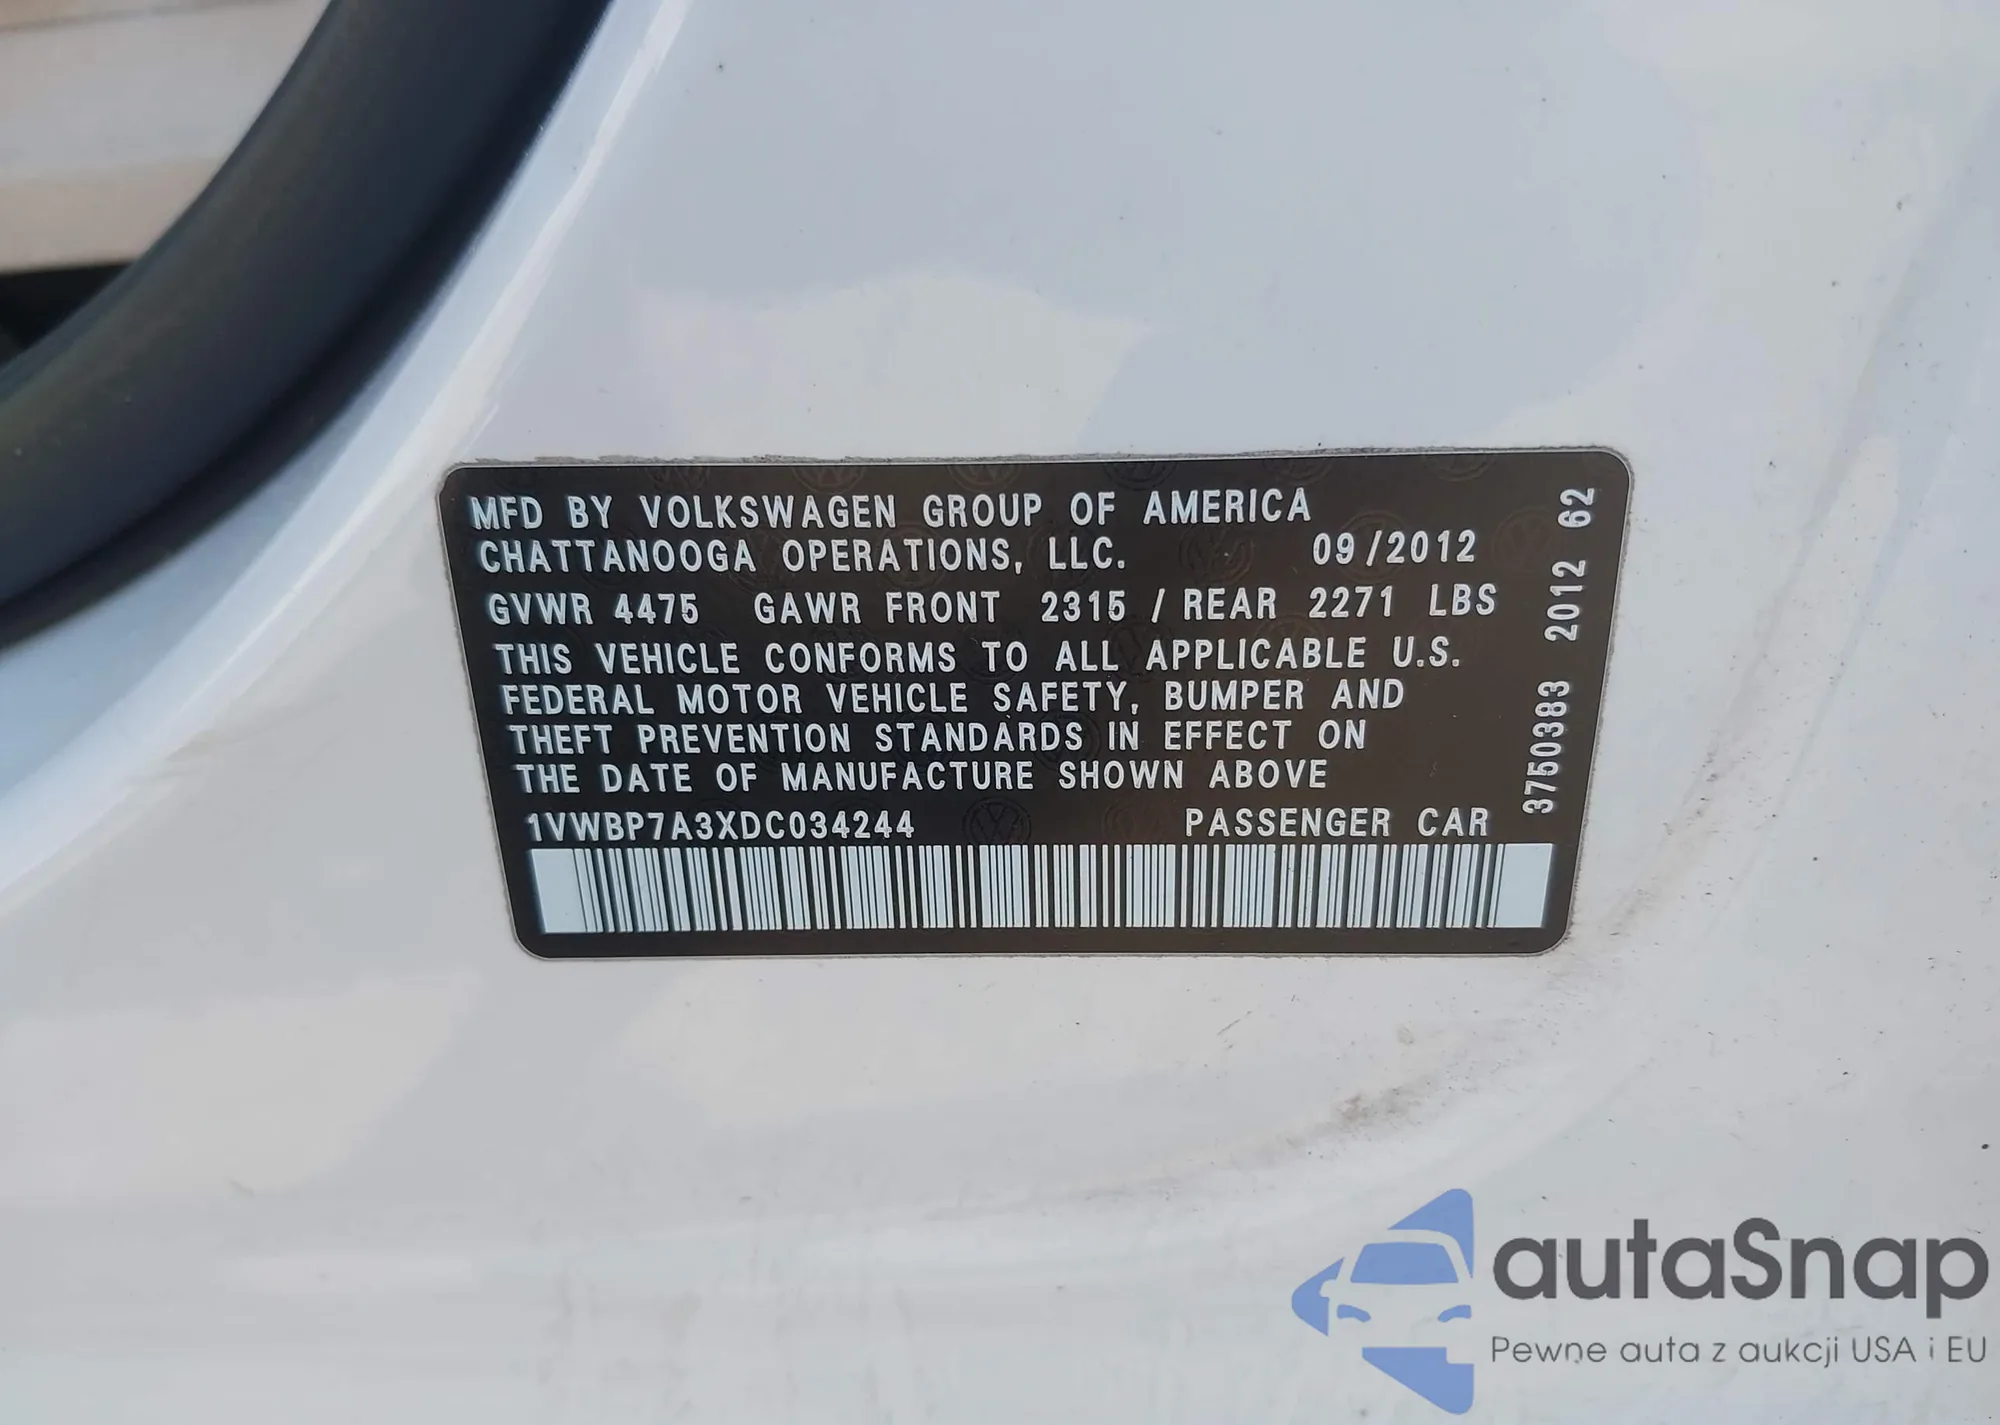 MFD BY VOLKSWAGEN GROUP OF AMERICA
CHATTANOOGA OPERATIONS, LLC. 09/2012
GVWR 4475 GAWR FRONT 2315 / REAR 2271 LBS
THIS VEHICLE CONFORMS TO ALL APPLICABLE U.S.
FEDERAL MOTOR VEHICLE SAFETY, BUMPER AND
THEFT PREVENTION STANDARDS IN EFFECT ON
THE DATE OF MANUFACTURE SHOWN ABOVE
1VWBP7A3XDC034244 PASSENGER CAR
3750383 2012 62
autaSnap
Pewne auta z aukcji USA i EU